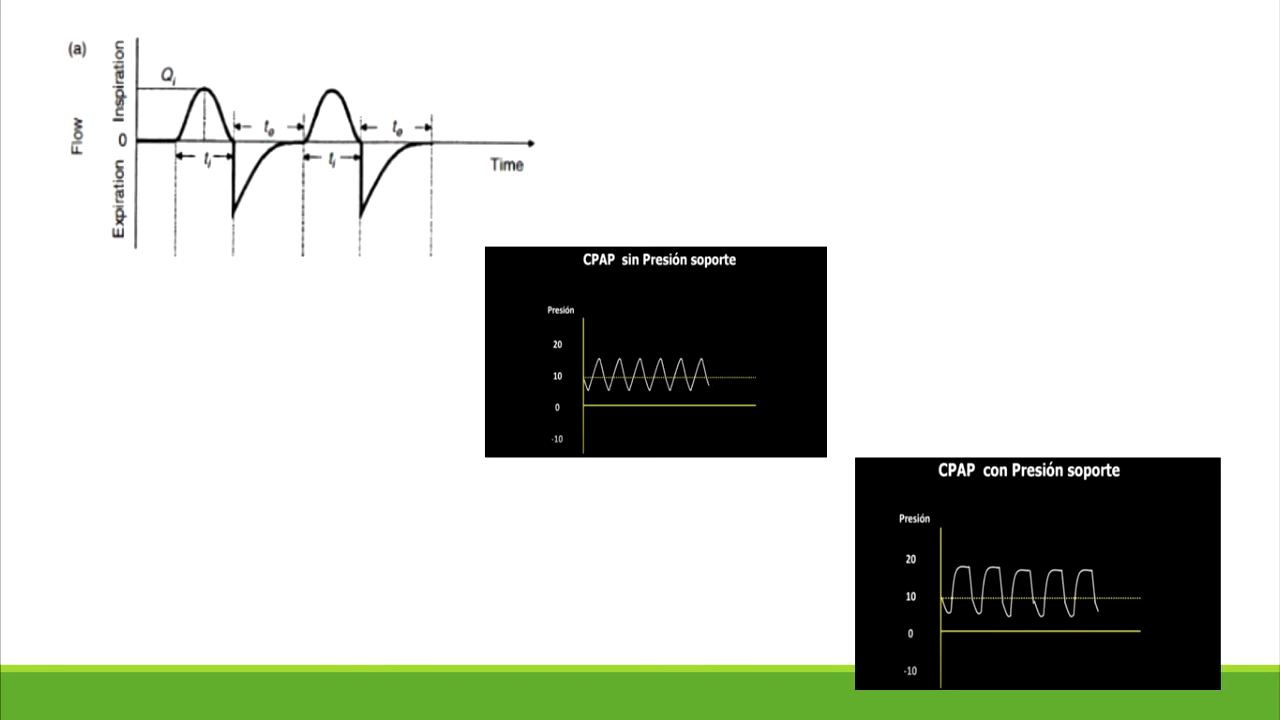 (a)
Inspiration
Qi
Flow
0
te
te
ti
ti
Time
Expiration
CPAP sin Presión soporte
Presión
20
10
0
-10
CPAP con Presión soporte
Presión
20
10
0
-10